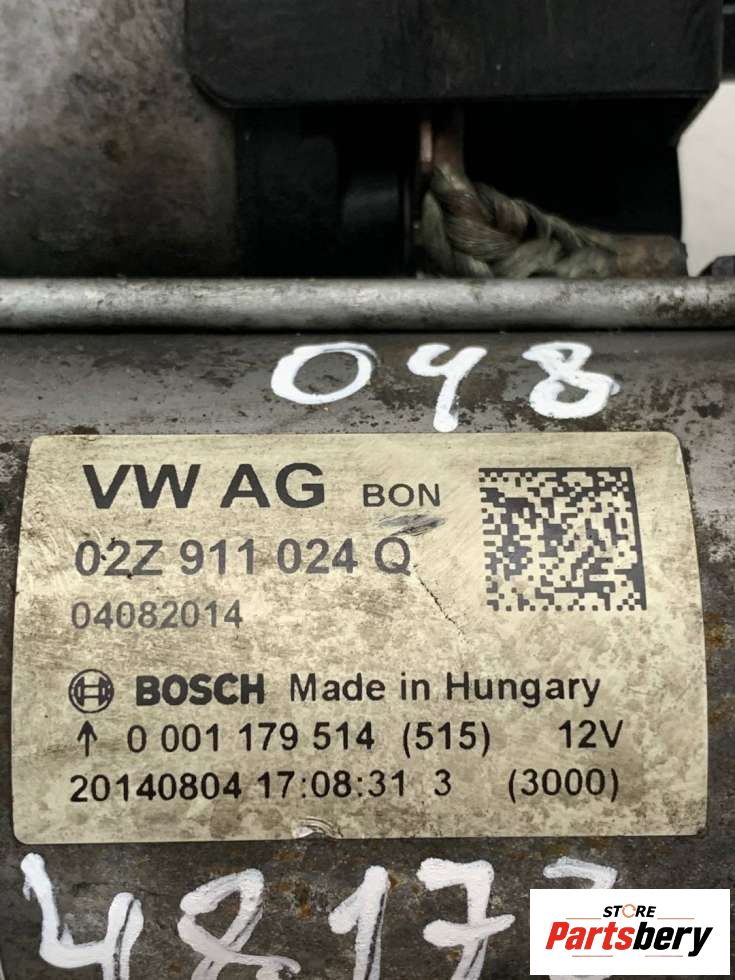 048
VW AG BON
02Z 911 024 Q
04082014
BOSCH Made in Hungary
↑ 0 001 179 514 (515) 12V
20140804 17:08:31 3 (3000)
STORE
Partsbery